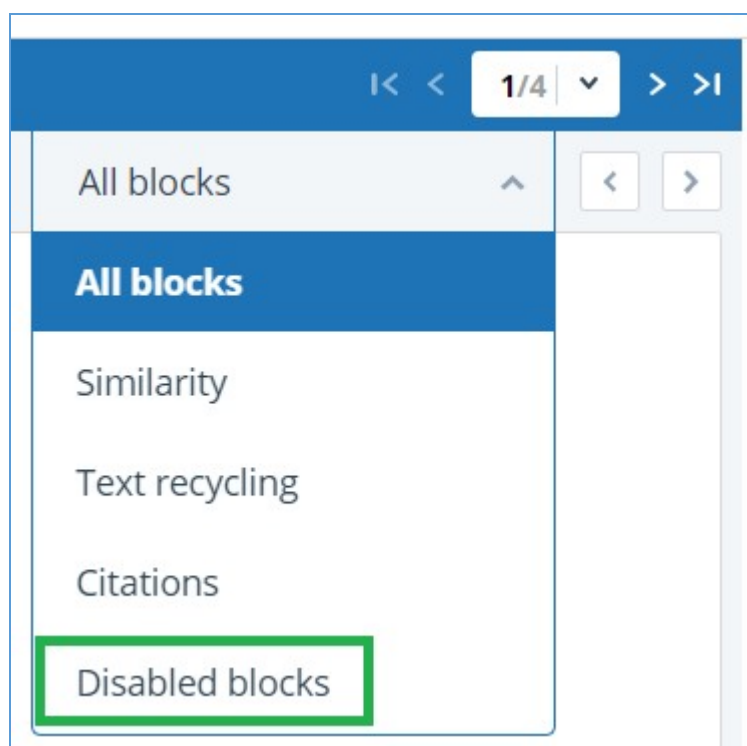 1/4
All blocks
All blocks
Similarity
Text recycling
Citations
Disabled blocks